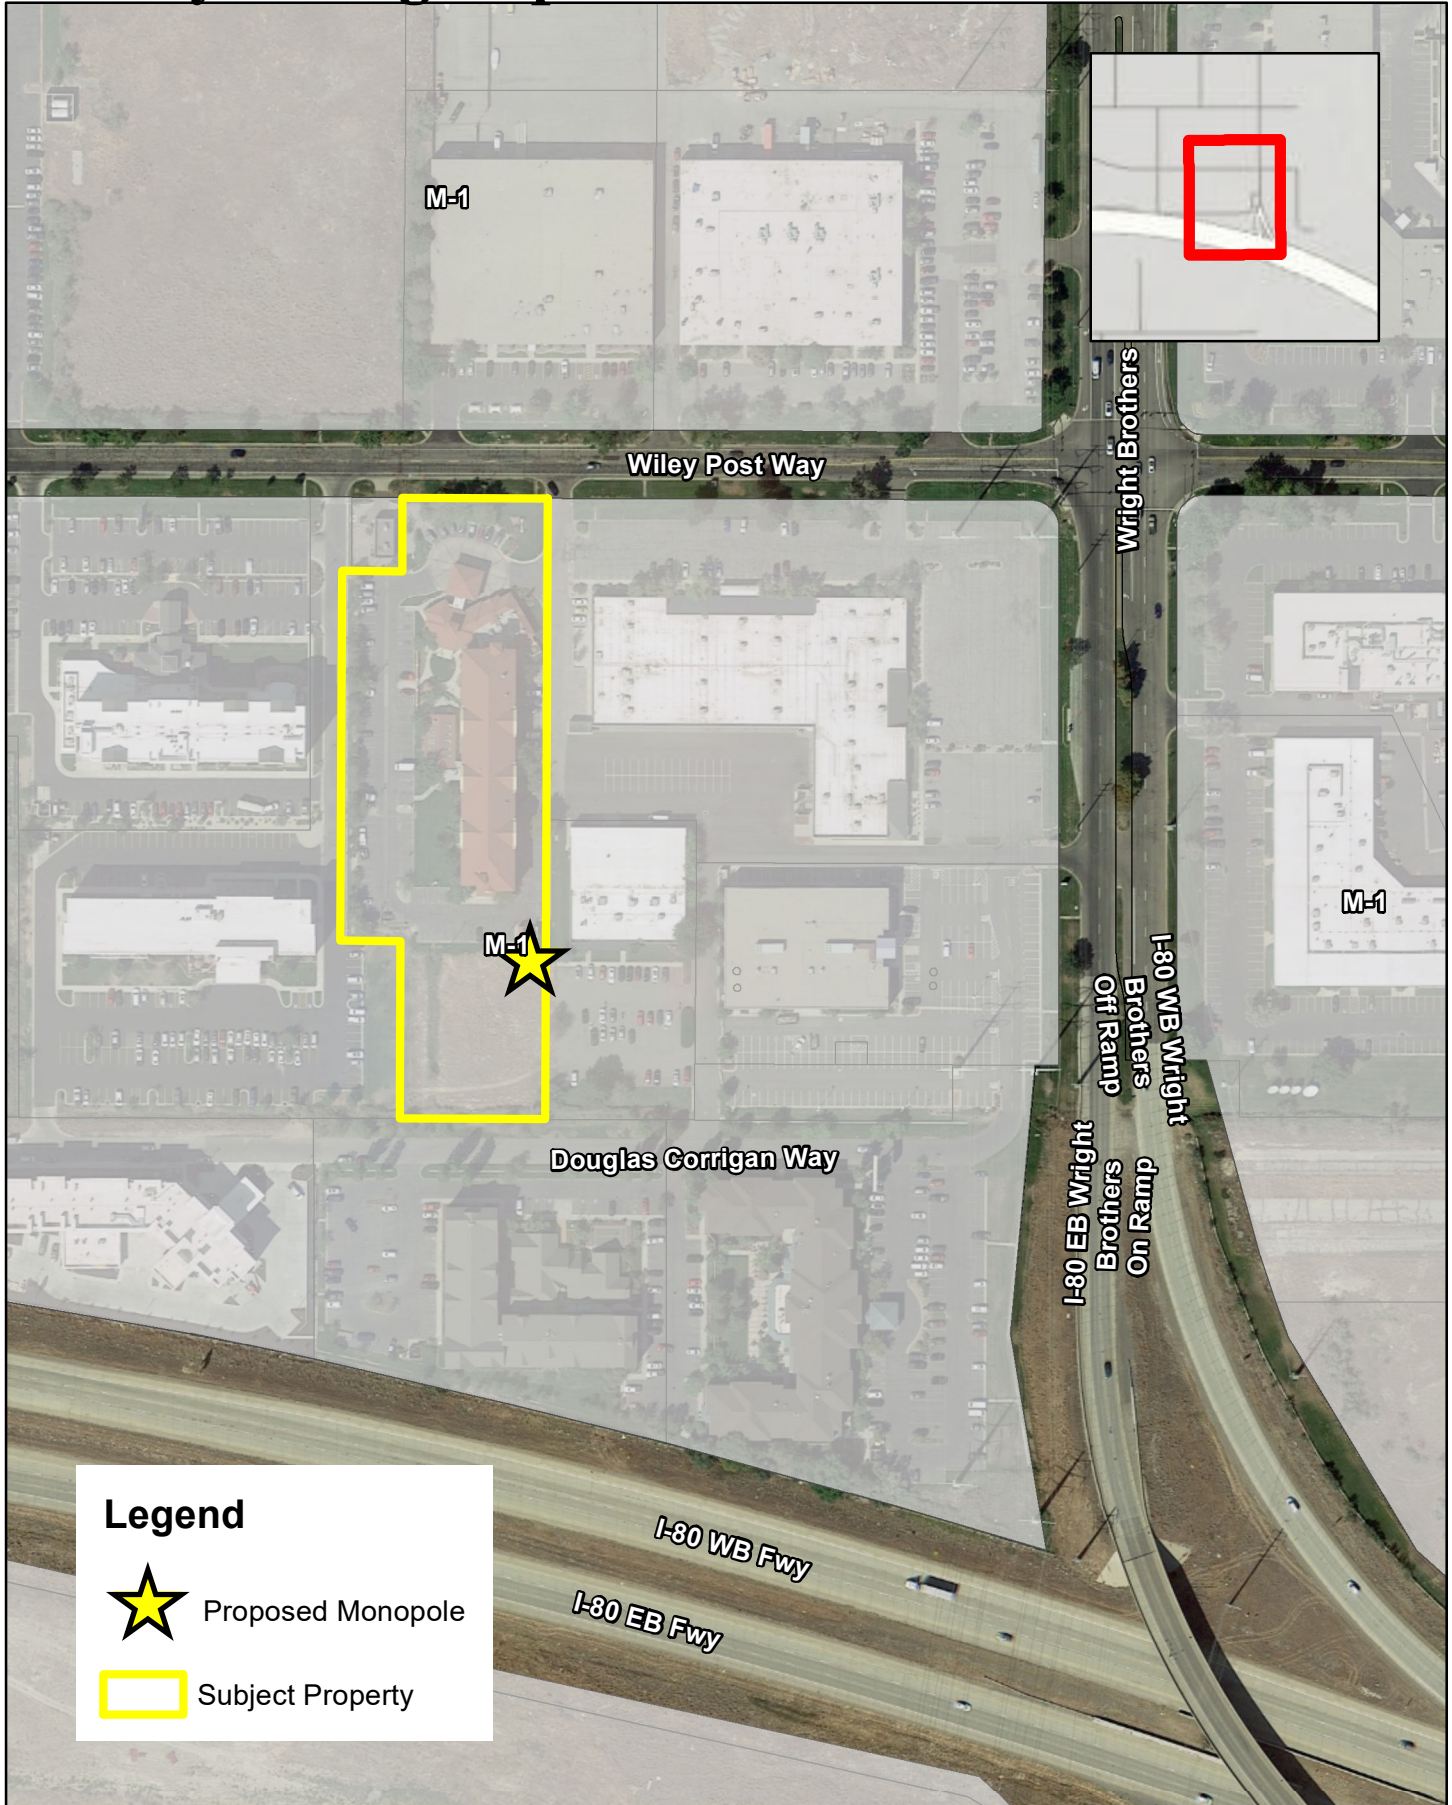 M-1
Wiley Post Way
Wright Brothers
M-1
M-1
I-80 WB Wright
Brothers
Off Ramp
I-80 EB Wright
Brothers
On Ramp
Douglas Corrigan Way
I-80 WB Fwy
I-80 EB Fwy
Legend
Proposed Monopole
Subject Property